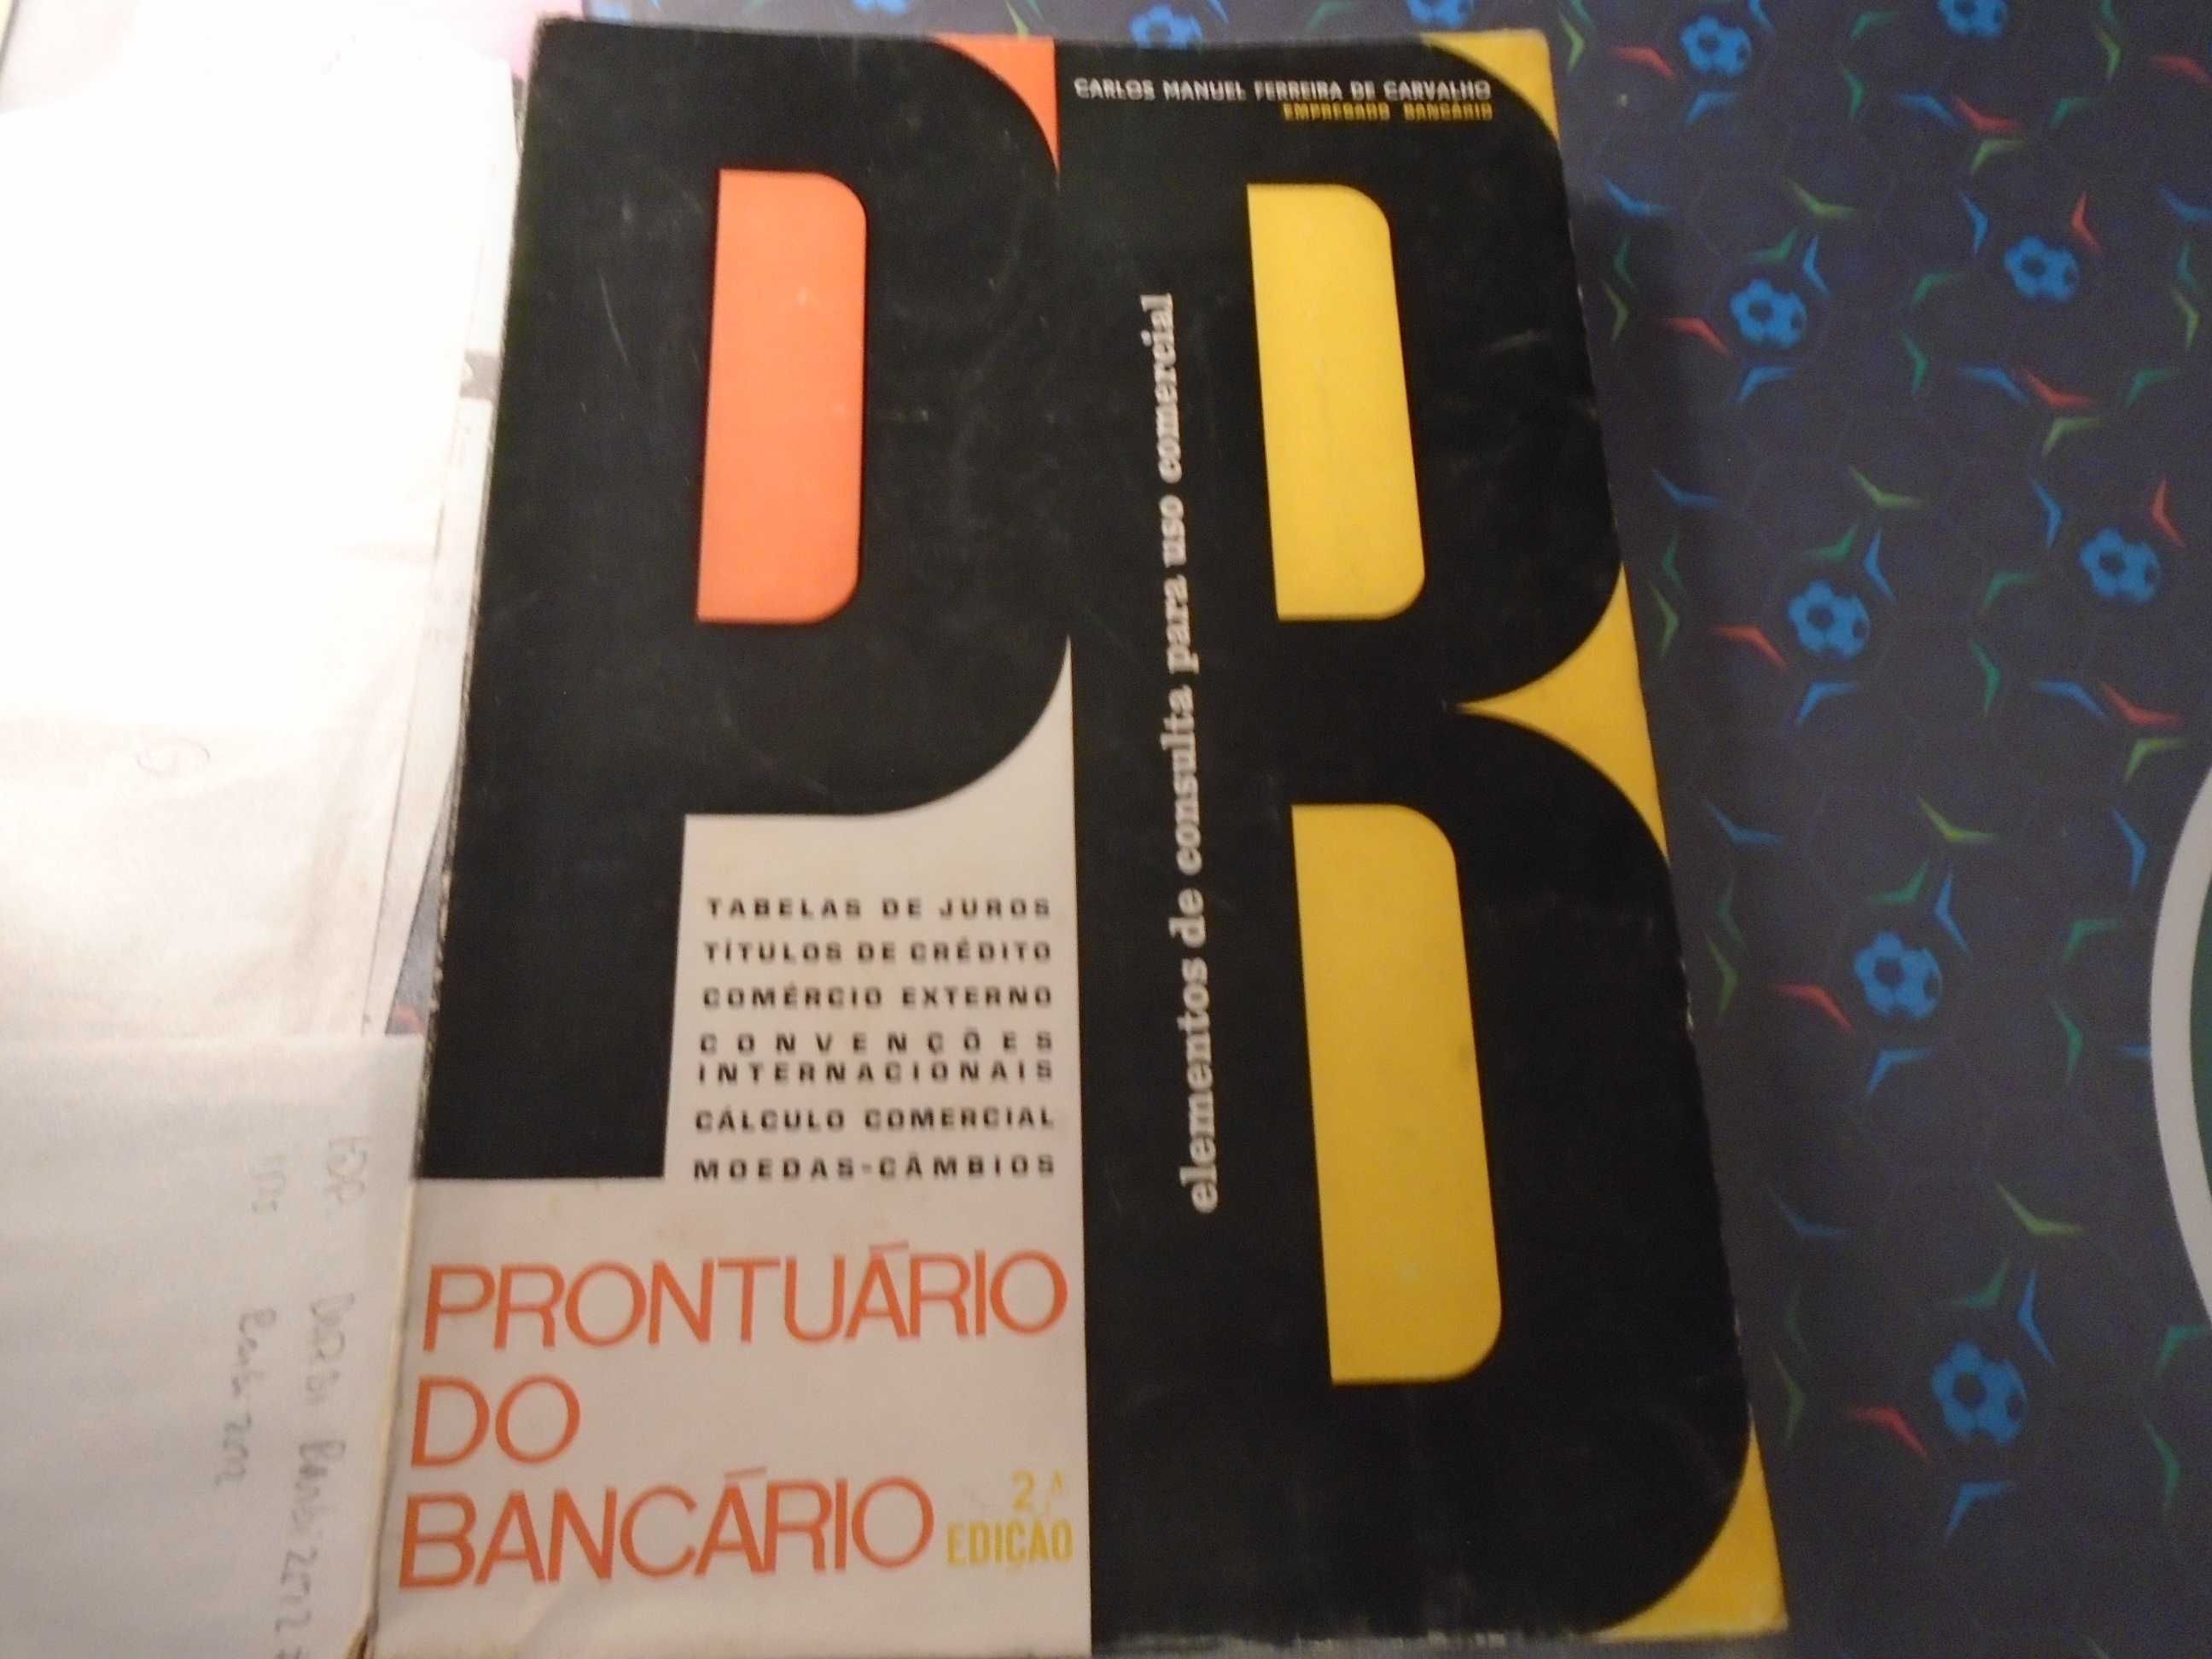 CARLOS MANUEL FERREIRA DE CARVALHO
EMPREGADO BANCÁRIO
PB
elementos de consulta para uso comercial
TABELAS DE JUROS
TÍTULOS DE CRÉDITO
COMÉRCIO EXTERNO
CONVENÇÕES
INTERNACIONAIS
CÁLCULO COMERCIAL
MOEDAS-CÂMBIOS
PRONTUÁRIO
DO
BANCÁRIO
2.A
EDIÇÃO